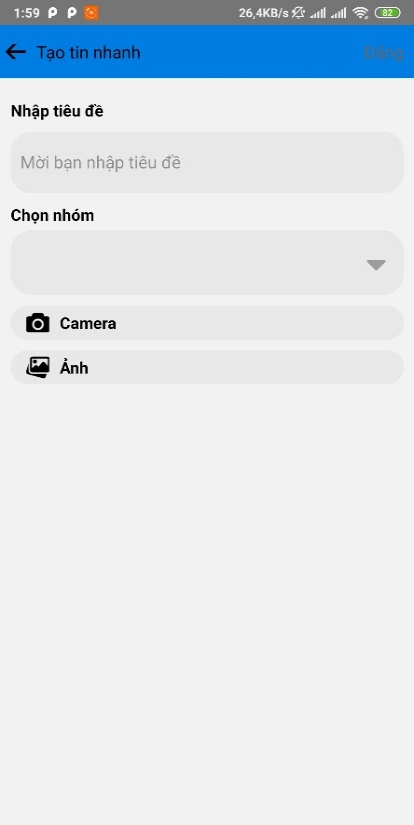 1:59
26,4KB/s
82
Tạo tin nhanh
Đăng
Nhập tiêu đề
Mời bạn nhập tiêu đề
Chọn nhóm
Camera
Ảnh